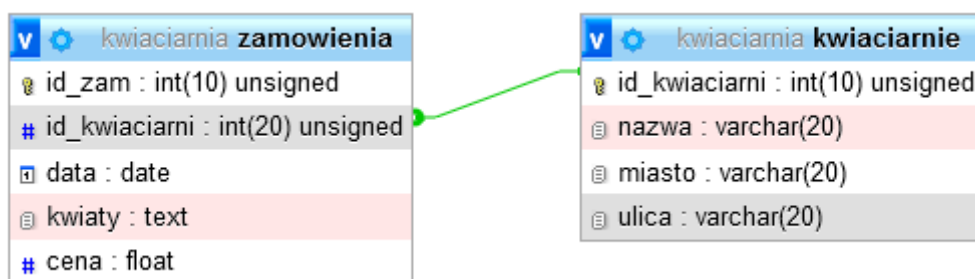 v kwiaciarnia zamowienia
id_zam : int(10) unsigned
# id_kwiaciarni : int(20) unsigned
data : date
kwiaty : text
# cena : float
v kwiaciarnia kwiaciarnie
id_kwiaciarni : int(10) unsigned
nazwa : varchar(20)
miasto : varchar(20)
ulica : varchar(20)